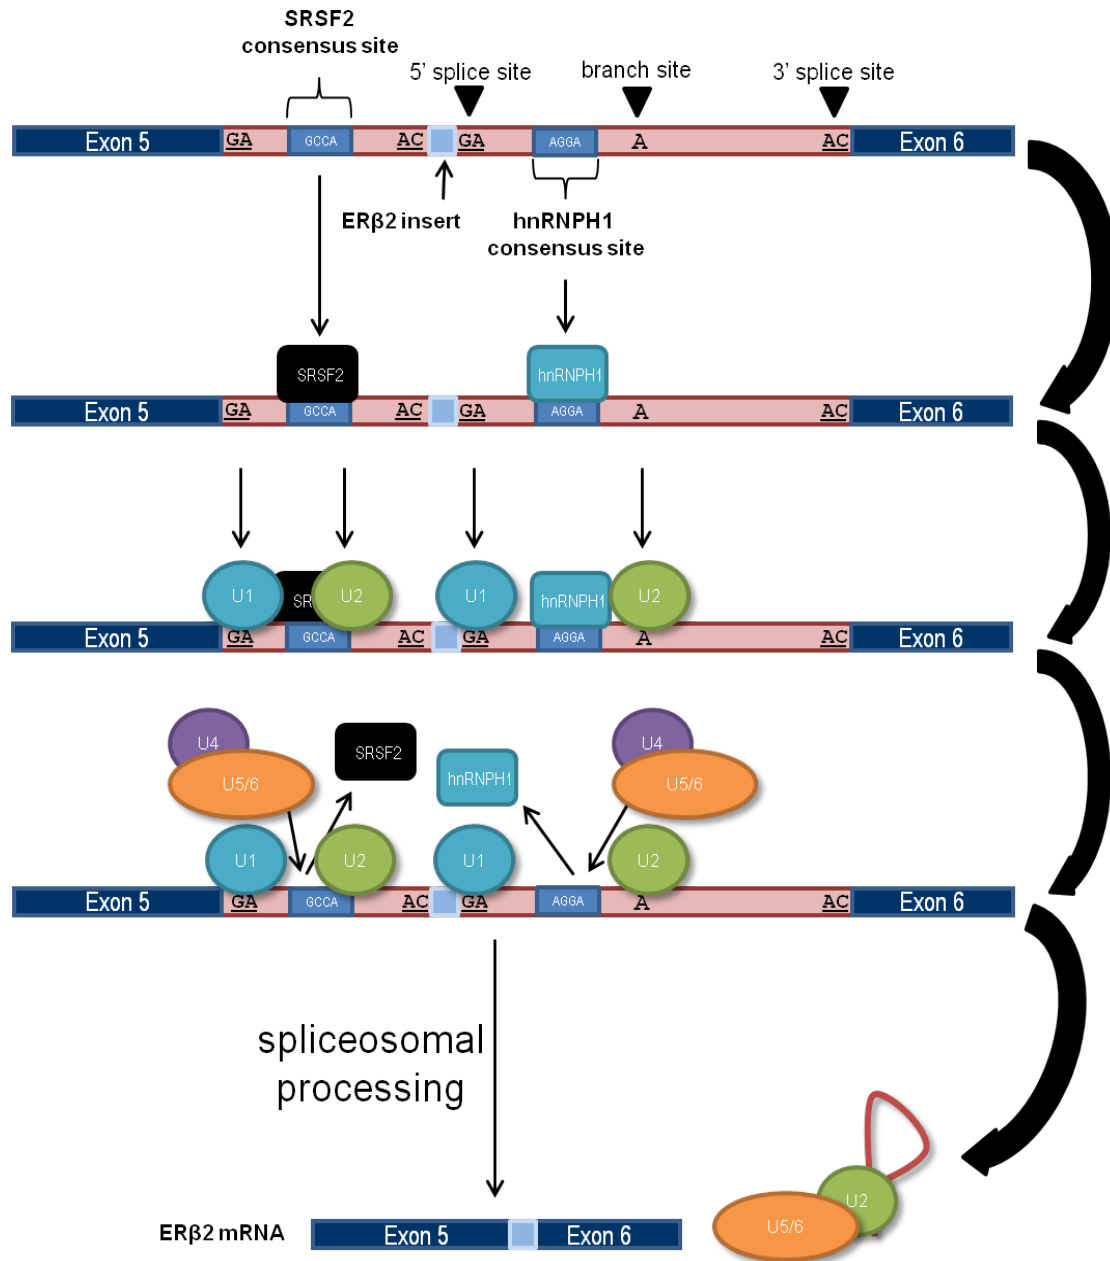 SRSF2
consensus site
5' splice site
branch site
3' splice site
Exon 5 GA GCCA AC GA AGGA A AC Exon 6
ERβ2 insert
hnRNPH1
consensus site
SRSF2
hnRNPH1
Exon 5 GA GCCA AC GA AGGA A AC Exon 6
U1 SR U2 U1 hnRNPH1 U2
Exon 5 GA GCCA AC GA AGGA A AC Exon 6
U4 SRSF2 U4
U5/6 hnRNPH1 U5/6
U1 U2 U1 U2
Exon 5 GA GCCA AC GA AGGA A AC Exon 6
spliceosomal
processing
ERβ2 mRNA Exon 5 Exon 6
U2
U5/6